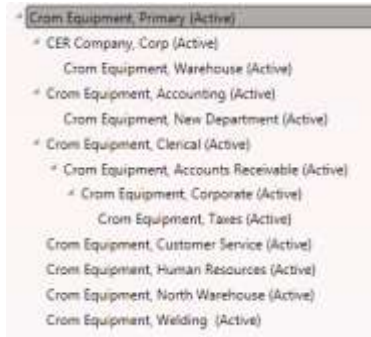 Crom Equipment, Primary (Active)
CER Company, Corp (Active)
Crom Equipment, Warehouse (Active)
Crom Equipment, Accounting (Active)
Crom Equipment, New Department (Active)
Crom Equipment, Clerical (Active)
Crom Equipment, Accounts Receivable (Active)
Crom Equipment, Corporate (Active)
Crom Equipment, Taxes (Active)
Crom Equipment, Customer Service (Active)
Crom Equipment, Human Resources (Active)
Crom Equipment, North Warehouse (Active)
Crom Equipment, Welding (Active)